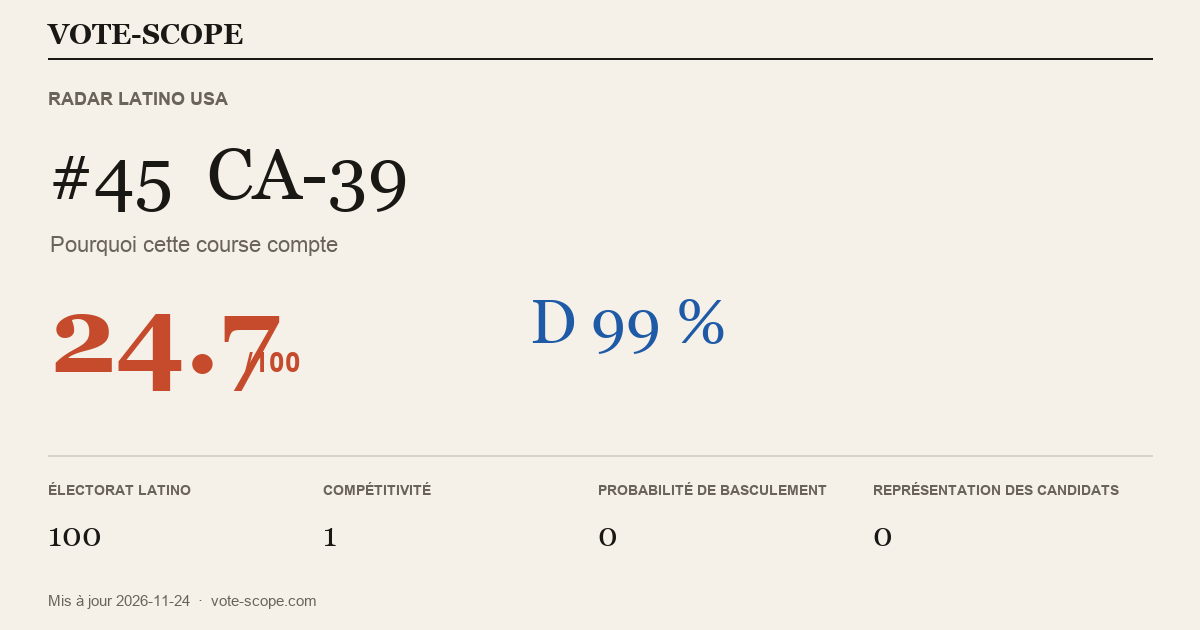 VOTE-SCOPE
RADAR LATINO USA
#45 CA-39
Pourquoi cette course compte
24.7/100
D 99 %
ÉLECTORAT LATINO COMPÉTITIVITÉ PROBABILITÉ DE BASCULEMENT REPRÉSENTATION DES CANDIDATS
100 1 0 0
Mis à jour 2026-11-24 · vote-scope.com